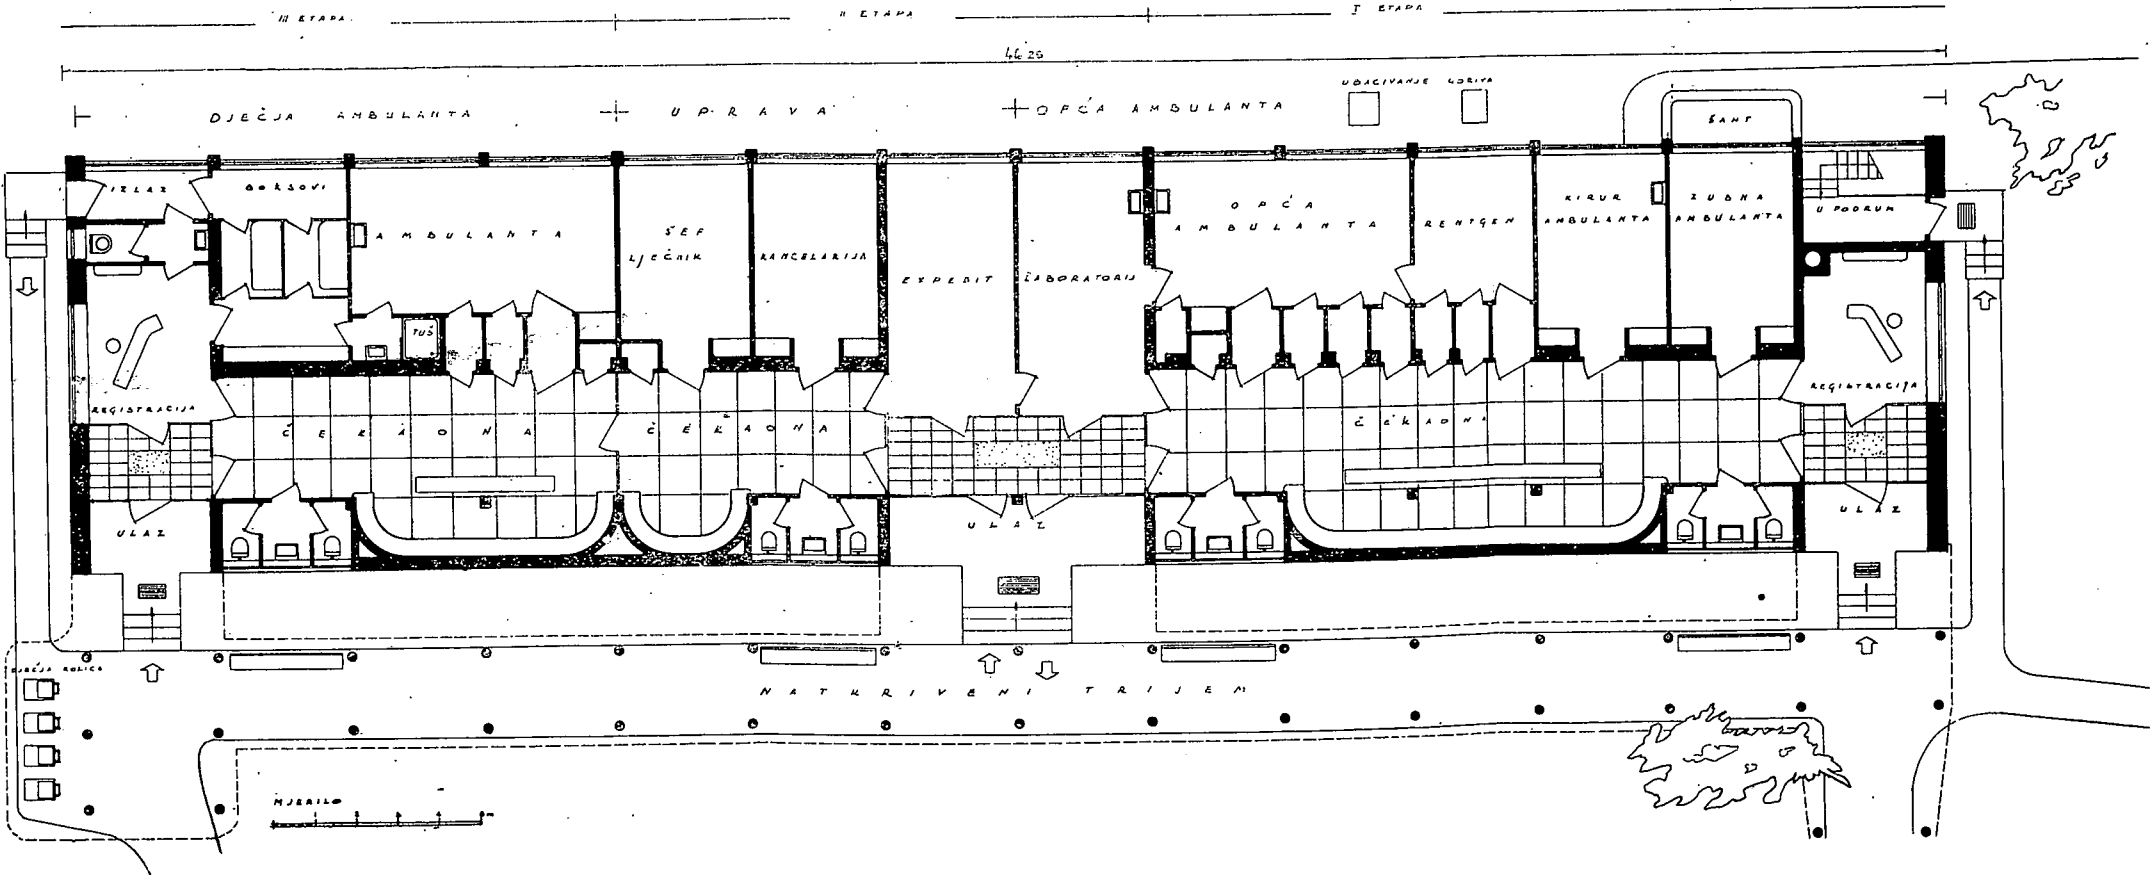 III ETAPA
II ETAPA
I ETAPA
46 25
UBACIVANJE GORIVA
DJEČJA AMBULANTA
UPRAVA
OPĆA AMBULANTA
ŠAHT
IZLAZ
BOKSOVI
AMBULANTA
ŠEF
LJEČNIK
KANCELARIJA
EXPEDIT
LABORATORIJ
OPĆA
AMBULANTA
RENTGEN
KIRUR
AMBULANTA
ZUBNA
AMBULANTA
U PODRUM
TUŠ
REGISTRACIJA
REGISTRACIJA
ČEKAONA
ČEKAONA
ČEKAONA
ULAZ
ULAZ
ULAZ
DJEČJA KOLICA
NATKRIVENI TRIJEM
MJERILO